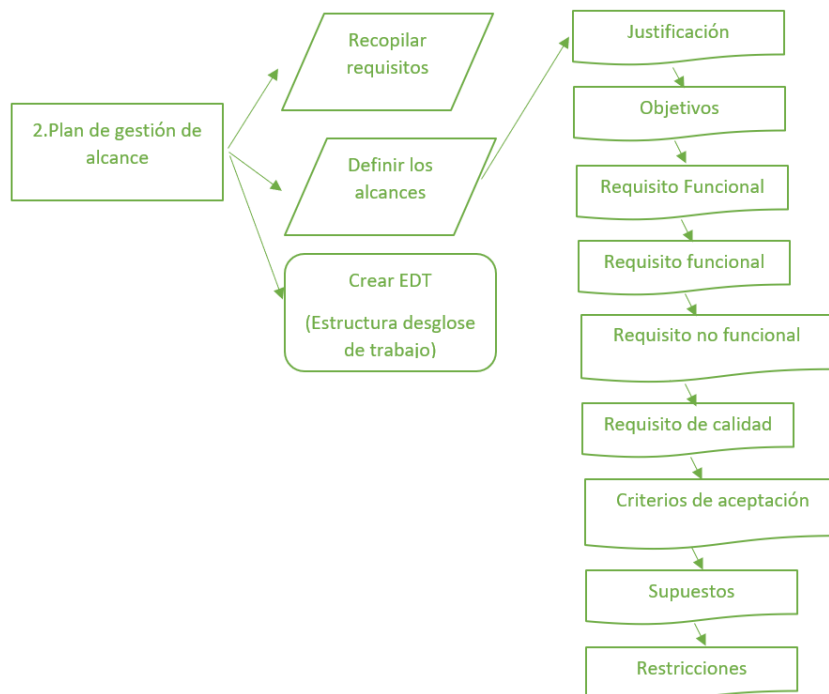 2.Plan de gestión de
alcance
Recopilar
requisitos
Definir los
alcances
Crear EDT
(Estructura desglose
de trabajo)
Justificación
Objetivos
Requisito Funcional
Requisito funcional
Requisito no funcional
Requisito de calidad
Criterios de aceptación
Supuestos
Restricciones